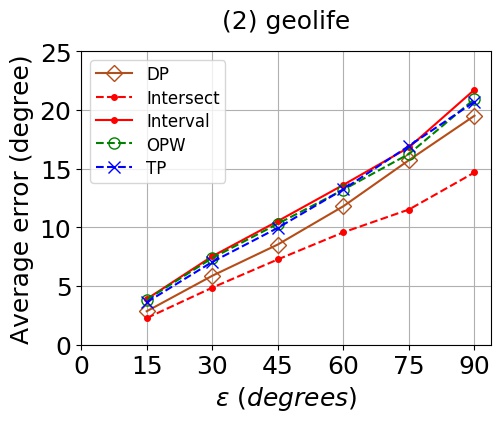 (2) geolife
Average error (degree)
25
20
15
10
5
0
DP
Intersect
Interval
OPW
TP
0 15 30 45 60 75 90
ε (degrees)